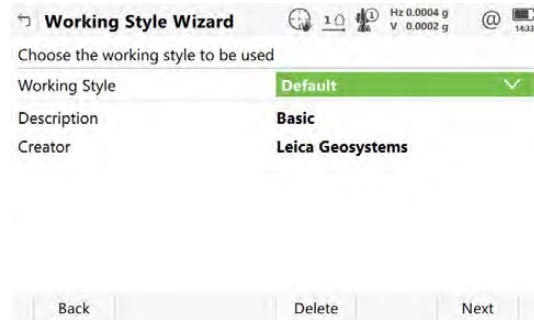 Working Style Wizard 1 1 Hz 0.0004 g @
V 0.0002 g 14:33
Choose the working style to be used
Working Style Default
Description Basic
Creator Leica Geosystems
Back Delete Next